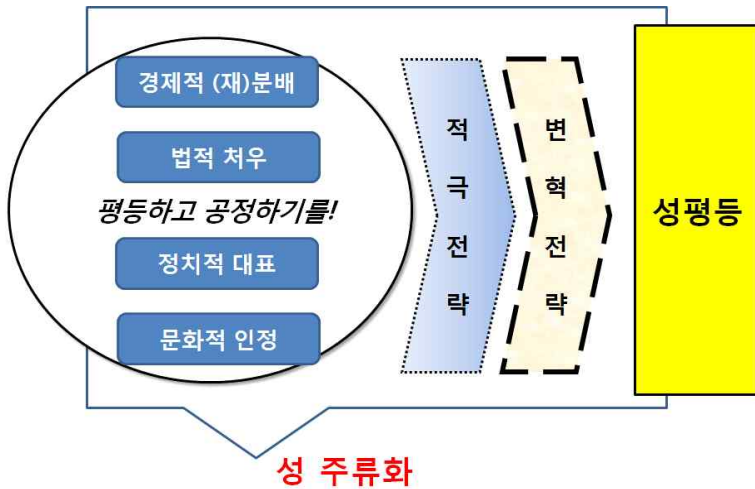 경제적 (재)분배
법적 처우
평등하고 공정하기를!
정치적 대표
문화적 인정
적극전략
변혁전략
성평등
성 주류화